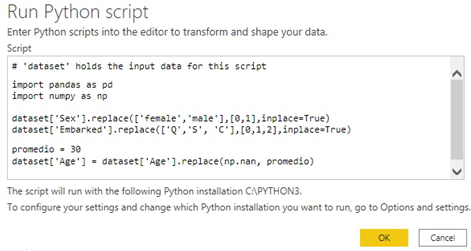 Run Python script
Enter Python scripts into the editor to transform and shape your data.
Script
# 'dataset' holds the input data for this script
import pandas as pd
import numpy as np
dataset['Sex'].replace(['female','male'],[0,1],inplace=True)
dataset['Embarked'].replace(['Q','S', 'C'],[0,1,2],inplace=True)
promedio = 30
dataset['Age'] = dataset['Age'].replace(np.nan, promedio)
The script will run with the following Python installation C:\PYTHON3.
To configure your settings and change which Python installation you want to run, go to Options and settings.
OK Cancel